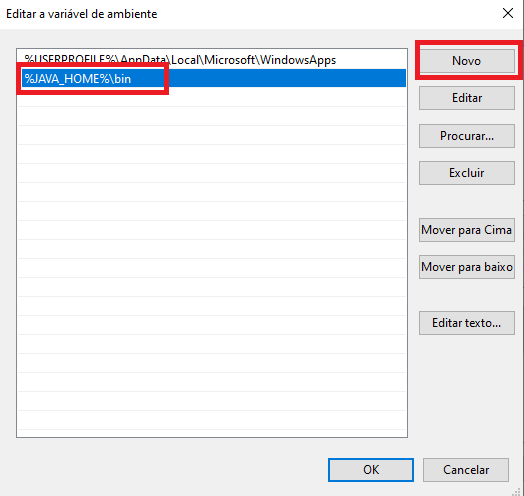 Editar a variável de ambiente
%USERPROFILE%\AppData\Local\Microsoft\WindowsApps
%JAVA_HOME%\bin
Novo
Editar
Procurar...
Excluir
Mover para Cima
Mover para baixo
Editar texto...
OK
Cancelar